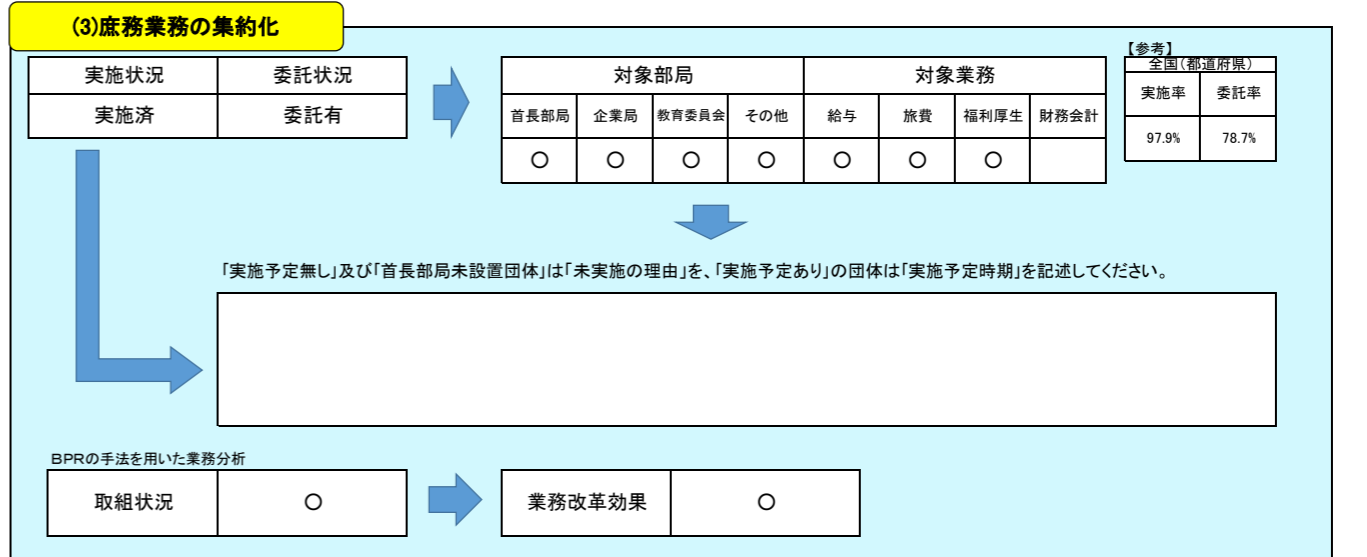 (3)庶務業務の集約化
実施状況 委託状況
実施済 委託有
対象部局 対象業務
首長部局 企業局 教育委員会 その他 給与 旅費 福利厚生 財務会計
○ ○ ○ ○ ○ ○ ○
【参考】
全国(都道府県)
実施率 委託率
97.9% 78.7%
「実施予定無し」及び「首長部局未設置団体」は「未実施の理由」を、「実施予定あり」の団体は「実施予定時期」を記述してください。
BPRの手法を用いた業務分析
取組状況 ○
業務改革効果 ○